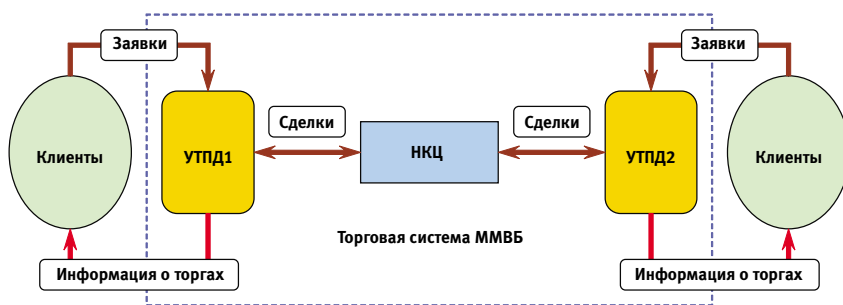 Заявки
Заявки
Сделки
Сделки
Клиенты
УТПД1
НКЦ
УТПД2
Клиенты
Торговая система ММВБ
Информация о торгах
Информация о торгах